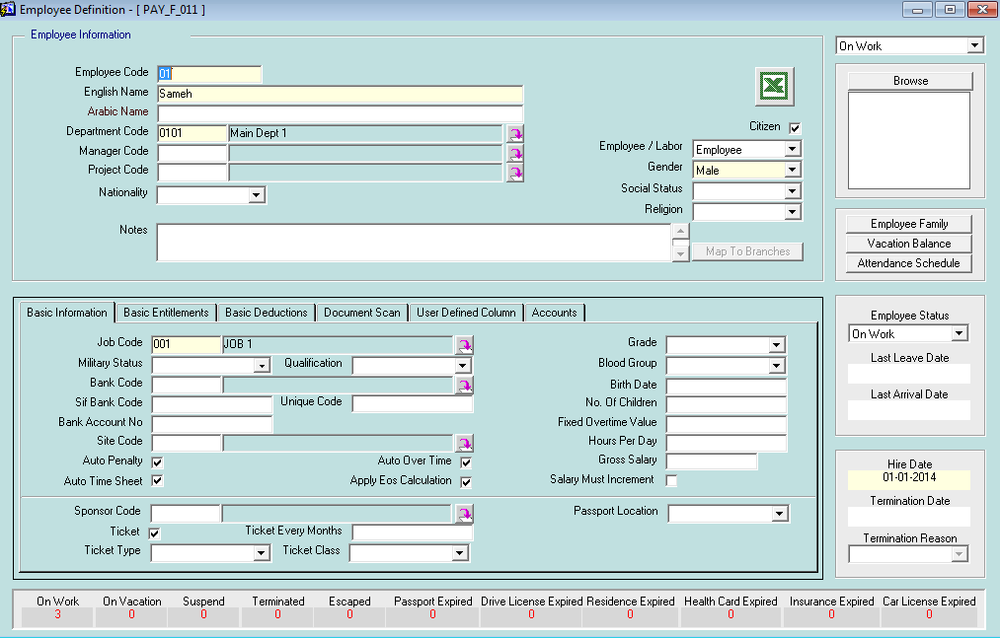 Employee Definition - [ PAY_F_011 ]
Employee Information
On Work
Employee Code 01
English Name Sameh
Arabic Name
Department Code 0101 Main Dept 1
Manager Code
Project Code
Nationality
Notes
Citizen
Employee / Labor Employee
Gender Male
Social Status
Religion
Map To Branches
Browse
Employee Family
Vacation Balance
Attendance Schedule
Basic Information Basic Entitlements Basic Deductions Document Scan User Defined Column Accounts
Job Code 001 JOB 1
Military Status Qualification
Bank Code
Sif Bank Code Unique Code
Bank Account No
Site Code
Auto Penalty Auto Over Time
Auto Time Sheet Apply Eos Calculation
Grade
Blood Group
Birth Date
No. Of Children
Fixed Overtime Value
Hours Per Day
Gross Salary
Salary Must Increment
Sponsor Code Passport Location
Ticket Ticket Every Months
Ticket Type Ticket Class
Employee Status
On Work
Last Leave Date
Last Arrival Date
Hire Date
01-01-2014
Termination Date
Termination Reason
On Work On Vacation Suspend Terminated Escaped Passport Expired Drive License Expired Residence Expired Health Card Expired Insurance Expired Car License Expired
3 0 0 0 0 0 0 0 0 0 0